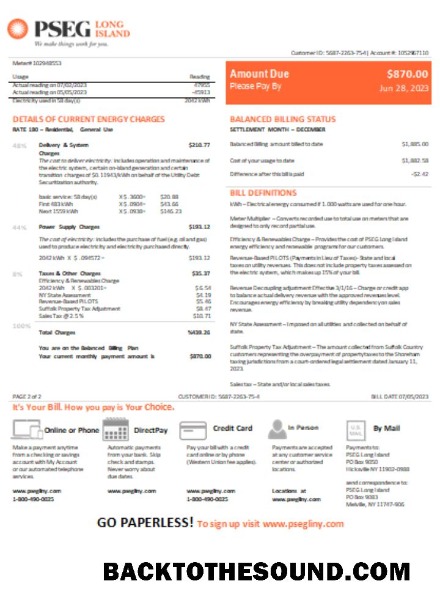 PSEG LONG ISLAND
We make things work for you.
Customer ID: 5687-2263-75-4 | Account #: 1052967110
Meter# 102948553
Usage Reading
Actual reading on 07/02/2023 47955
Actual reading on 05/05/2023 -45913
Electricity used in 58 day(s) 2042 kWh
Amount Due $870.00
Please Pay By Jun 28, 2023
DETAILS OF CURRENT ENERGY CHARGES
RATE 180 – Residential, General Use
48% Delivery & System Charges $210.77
The cost to deliver electricity: includes operation and maintenance of
the electric system, certain on-island generation and certain
transition charges of $0.11943/kWh on behalf of the Utility Debt
Securitization authority.
basic service: 58 day(s) X $ .3600= $20.88
First 483 kWh X $ .0904= $43.66
Next 1559 kWh X $ .0938= $146.23
44% Power Supply Charges $193.12
The cost of electricity: includes the purchase of fuel (e.g. oil and gas)
used to produce electricity and electricity purchased directly.
2042 kWh X $ .094572= $193.12
8% Taxes & Other Charges $35.37
Efficiency & Renewables Charge
2042 kWh X $ .003201= $6.54
NY State Assessment $4.19
Revenue-Based PILOTS $5.46
Suffolk Property Tax Adjustment $8.47
Sales Tax @ 2.5% $10.71
100%
Total Charges $439.26
You are on the Balanced Billing Plan
Your current monthly payment amount is $870.00
BALANCED BILLING STATUS
SETTLEMENT MONTH – DECEMBER
Balanced Billing amount billed to date $1,885.00
Cost of your usage to date $1,882.58
Difference after this bill is paid -$2.42
BILL DEFINITIONS
kWh – Electrical energy consumed if 1,000 watts are used for one hour.
Meter Multiplier – Converts recorded use to total use on meters that are
designed to only record partial use.
Efficiency & Renewable Charge – Provides the cost of PSEG Long Island
energy efficiency and renewable programs for our customers.
Revenue-Based PILOTS (Payments in Lieu of Taxes)- State and local
taxes on utility revenues. This does not include property taxes assessed on
the electric system, which makes up 15% of your bill.
Revenue Decoupling adjustment Effective 3/1/16 – Charge or credit app
to balance actual delivery revenue with the approved revenues level.
Encourages energy efficiency by breaking utility dependency on sales
revenue.
NY State Assessment – Imposed on all utilities and collected on behalf of
state.
Suffolk Property Tax Adjustment – The amount collected from Suffolk County
customers representing the overpayment of property taxes to the Shoreham
taxing jurisdictions from a court-ordered legal settlement dated January 11,
2023.
Sales tax – State and/or local sales taxes.
PAGE 2 of 2 CUSTOMER ID: 5687-2263-75-4 BILL DATE 07/05/2023
It's Your Bill. How you pay is Your Choice.
Online or Phone
Make a payment anytime
from a checking or savings
account with My Account
or our automated telephone
services.
www.psegliny.com
1-800-490-0025
DirectPay
Automatic payments
from your bank. Skip
check and stamps.
Never worry about
due date.
www.psegliny.com
1-800-490-0025
Credit Card
Pay your bill with a credit
card online or by phone
(Western Union fee applies).
www.psegliny.com
In Person
Payments are accepted
at any customer service
center or authorized
locations.
Locations at
www.psegliny.com
U.S. MAIL
By Mail
Payments to:
PSEG Long Island
PO Box 9050
Hicksville NY 11802-0988
send correspondence to:
PSEG Long Island
PO Box 9083
Melville, NY 11747-906
GO PAPERLESS! To sign up visit www.psegliny.com
BACKTOTHESOUND.COM